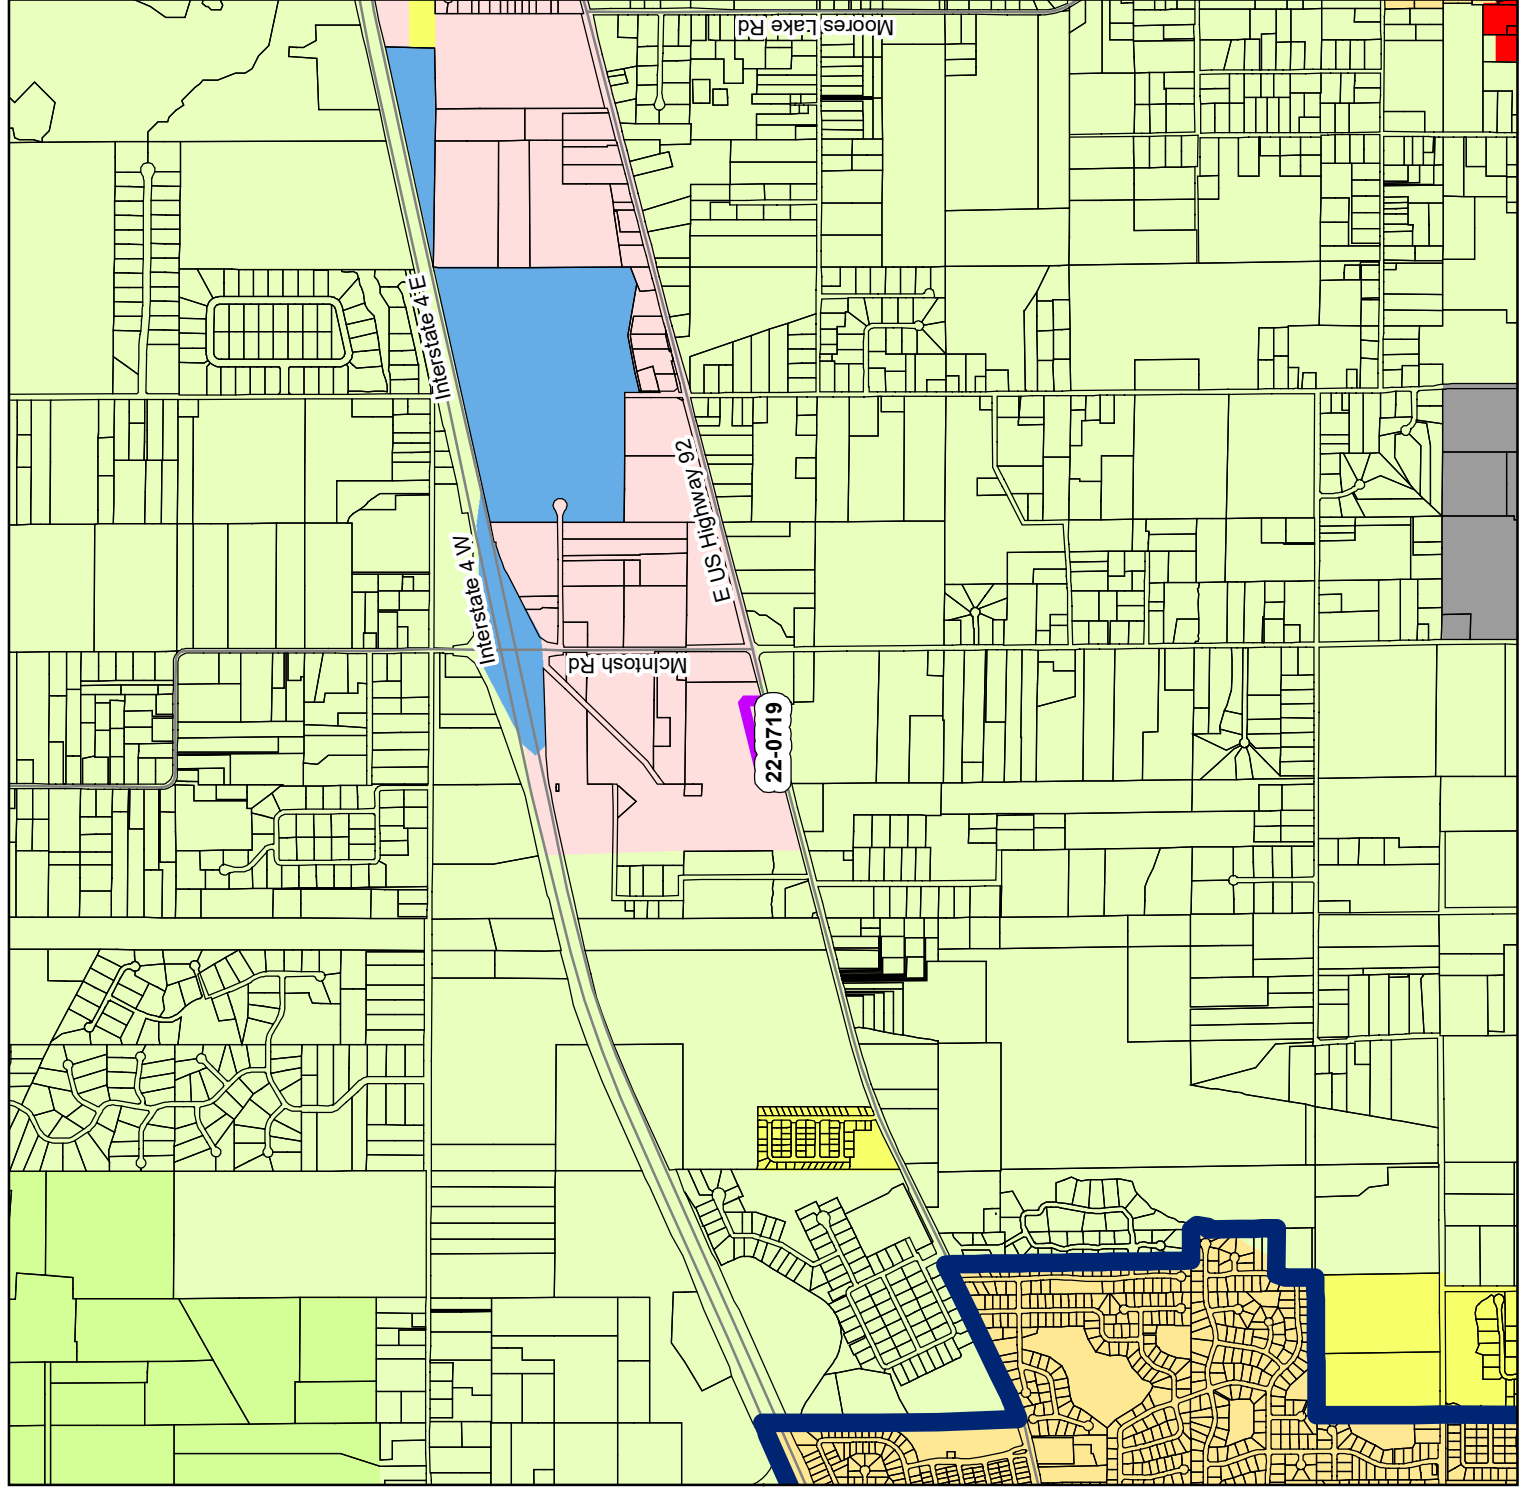 Moores Lake Rd
Interstate 4 E
E US Highway 92
Interstate 4 W
McIntosh Rd
22-0719